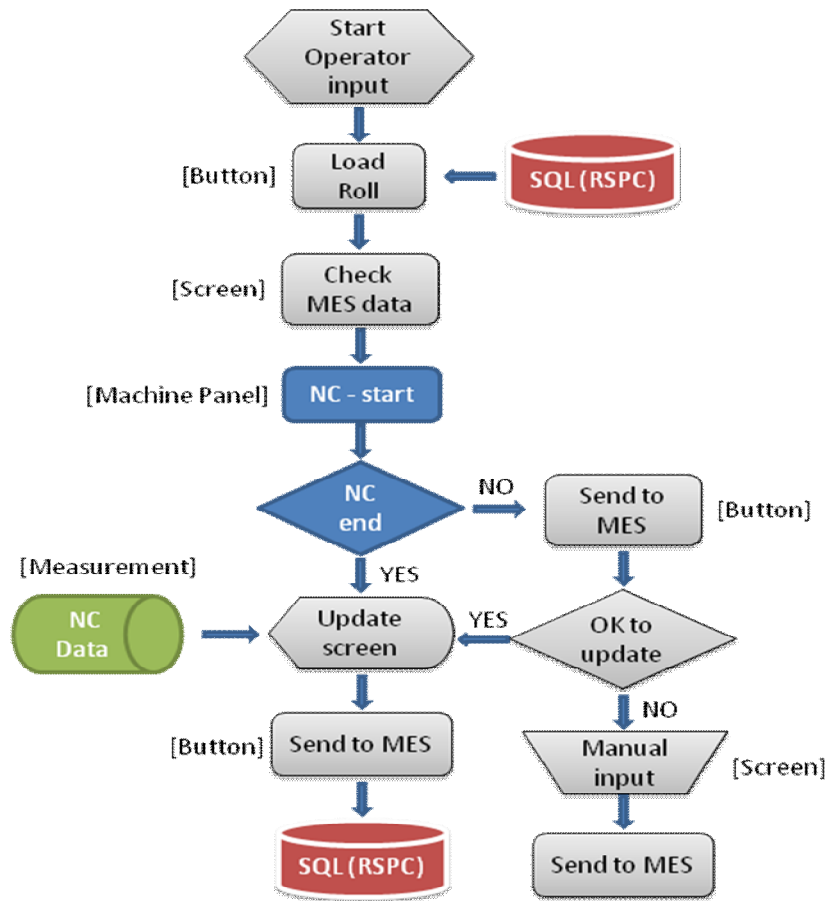 Start
Operator
input
[Button]
Load
Roll
SQL (RSPC)
[Screen]
Check
MES data
[Machine Panel]
NC - start
NC
end
NO
Send to
MES
[Button]
[Measurement]
YES
NC
Data
Update
screen
YES
OK to
update
NO
[Button]
Send to MES
Manual
input
[Screen]
SQL (RSPC)
Send to MES